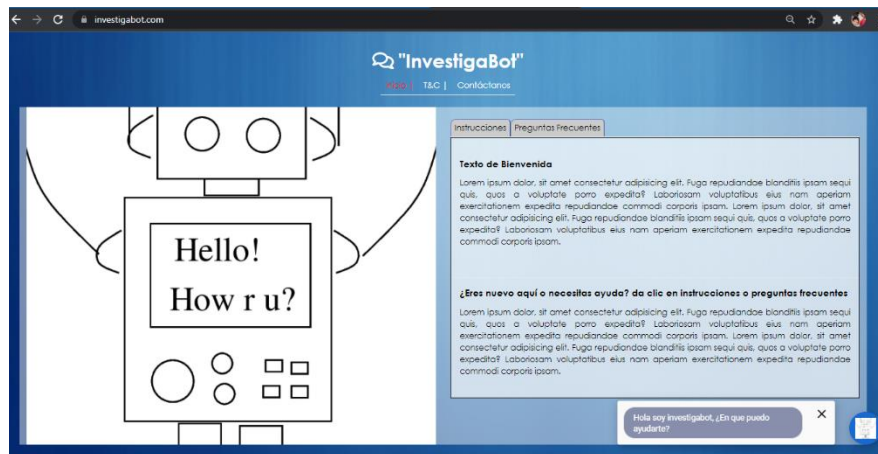 investigabot.com
"InvestigaBot"
Inicio | T&C | Contáctanos
Hello!
How r u?
Instrucciones Preguntas Frecuentes
Texto de Bienvenida
Lorem ipsum dolor, sit amet consectetur adipisicing elit. Fuga repudiandae blanditiis ipsam sequi
quis, quos a voluptate porro expedita? Laboriosam voluptatibus eius nam aperiam
exercitationem expedita repudiandae commodi corporis ipsam. Lorem ipsum dolor, sit amet
consectetur adipisicing elit. Fuga repudiandae blanditiis ipsam sequi quis, quos a voluptate porro
expedita? Laboriosam voluptatibus eius nam aperiam exercitationem expedita repudiandae
commodi corporis ipsam.
¿Eres nuevo aquí o necesitas ayuda? da clic en instrucciones o preguntas frecuentes
Lorem ipsum dolor, sit amet consectetur adipisicing elit. Fuga repudiandae blanditiis ipsam sequi
quis, quos a voluptate porro expedita? Laboriosam voluptatibus eius nam aperiam
exercitationem expedita repudiandae commodi corporis ipsam. Lorem ipsum dolor, sit amet
consectetur adipisicing elit. Fuga repudiandae blanditiis ipsam sequi quis, quos a voluptate porro
expedita? Laboriosam voluptatibus eius nam aperiam exercitationem expedita repudiandae
commodi corporis ipsam.
Hola soy investigabot, ¿En que puedo
ayudarte?